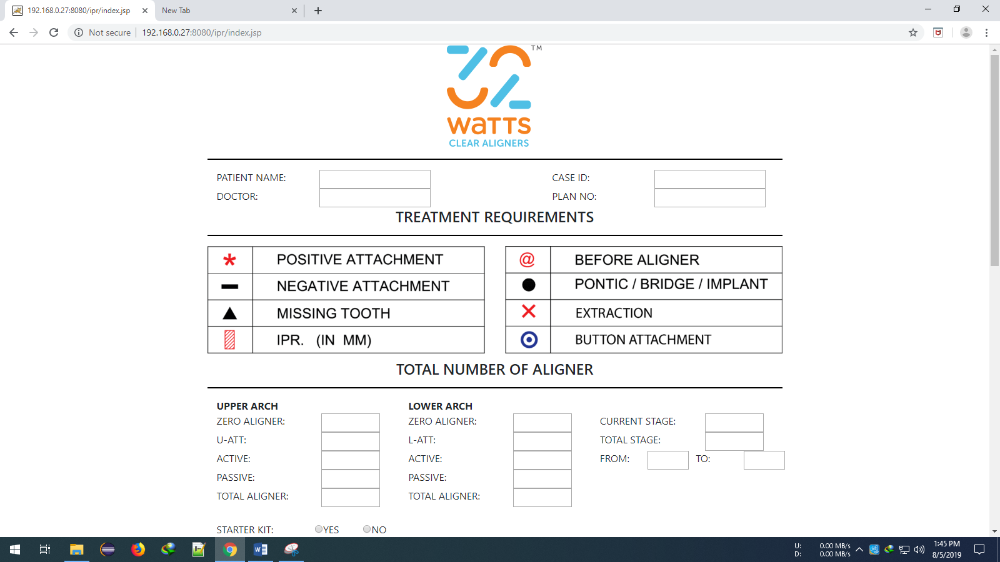 192.168.0.27:8080/ipr/index.jsp
New Tab
Not secure
192.168.0.27:8080/ipr/index.jsp
TM
32
watts
CLEAR ALIGNERS
PATIENT NAME: CASE ID:
DOCTOR: PLAN NO:
TREATMENT REQUIREMENTS
* POSITIVE ATTACHMENT
@ BEFORE ALIGNER
NEGATIVE ATTACHMENT
PONTIC / BRIDGE / IMPLANT
MISSING TOOTH
EXTRACTION
IPR. (IN MM)
BUTTON ATTACHMENT
TOTAL NUMBER OF ALIGNER
UPPER ARCH LOWER ARCH
ZERO ALIGNER: ZERO ALIGNER: CURRENT STAGE:
U-ATT: L-ATT: TOTAL STAGE:
ACTIVE: ACTIVE: FROM: TO:
PASSIVE: PASSIVE:
TOTAL ALIGNER: TOTAL ALIGNER:
STARTER KIT: YES NO
U: 0.00 MB/s
D: 0.00 MB/s
1:45 PM
8/5/2019